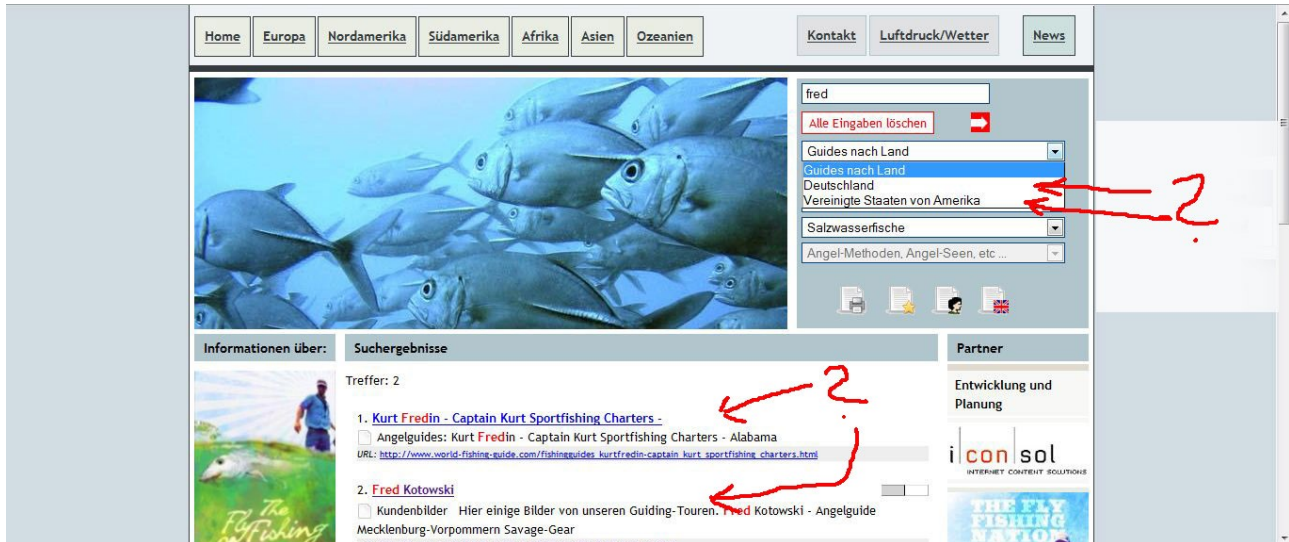 Home Europa Nordamerika Südamerika Afrika Asien Ozeanien Kontakt Luftdruck/Wetter News
fred
Alle Eingaben löschen
Guides nach Land
Guides nach Land
Deutschland
Vereinigte Staaten von Amerika
?
Salzwasserfische
Angel-Methoden, Angel-Seen, etc ...
Informationen über: Suchergebnisse Partner
Treffer: 2
?
1. Kurt Fredin - Captain Kurt Sportfishing Charters -
Angelguides: Kurt Fredin - Captain Kurt Sportfishing Charters - Alabama
URL: http://www.world-fishing-guide.com/fishingguides_kurtfredin-captain_kurt_sportfishing_charters.html
2. Fred Kotowski
Kundenbilder Hier einige Bilder von unseren Guiding-Touren. Fred Kotowski - Angelguide
Mecklenburg-Vorpommern Savage-Gear
Entwicklung und
Planung
i con sol
INTERNET CONTENT SOLUTIONS
The
Fly
Fishing
THE FLY
FISHING
NATION